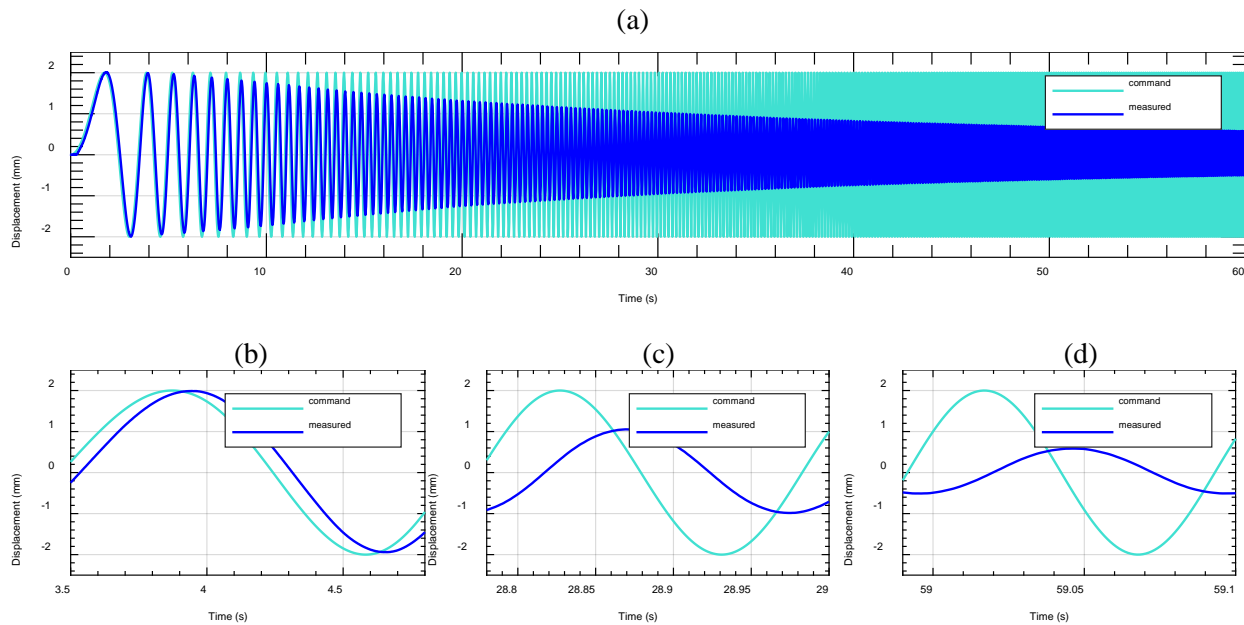 (a)
2
1
0
-1
-2
Displacement (mm)
command
measured
0 10 20 30 40 50 60
Time (s)
(b)
2
1
0
-1
-2
Displacement (mm)
command
measured
3.5 4 4.5
Time (s)
(c)
2
1
0
-1
-2
Displacement (mm)
command
measured
28.8 28.85 28.9 28.95 29
Time (s)
(d)
2
1
0
-1
-2
Displacement (mm)
command
measured
59 59.05 59.1
Time (s)